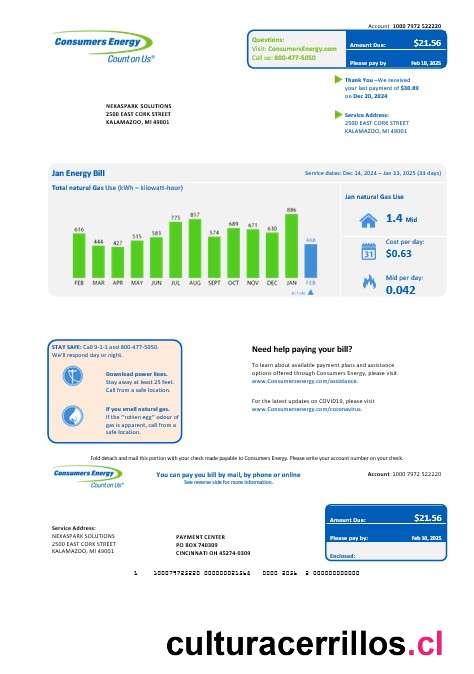 Account: 1000 7972 522220
Consumers Energy
Count on Us®
Questions:
Visit: ConsumersEnergy.com
Call us: 800-477-5050
Amount Due: $21.56
Please pay by Feb 10, 2025
Thank You –We received
your last payment of $30.49
on Dec 20, 2024
NEXASPARK SOLUTIONS
2500 EAST CORK STREET
KALAMAZOO, MI 49001
Service Address:
2500 EAST CORK STREET
KALAMAZOO, MI 49001
Jan Energy Bill
Service dates: Dec 14, 2024 – Jan 13, 2025 (33 days)
Total natural Gas Use (kWh – kilowatt-hour)
616 444 427 515 583 775 817 574 689 671 630 886
FEB MAR APR MAY JUN JUL AUG SEP OCT NOV DEC JAN FEB
Jan natural Gas Use
1.4 Mid
Cost per day:
$0.63
31
Mid per day:
0.042
STAY SAFE: Call 9-1-1 and 800-477-5050.
We'll respond day or night.
Download power lines.
Stay away at least 25 feet.
Call from a safe location.
If you smell natural gas.
If the "rotten egg" odour of
gas is apparent, call from a
safe location.
Need help paying your bill?
To learn about available payment plans and assistance
options offered through Consumers Energy, please visit
www.Consumersenergy.com/assistance.
For the latest updates on COVID19, please visit
www.Consumersenergy.com/coronavirus.
Fold detach and mail this portion with your check made payable to Consumers Energy. Please write your account number on your check.
Consumers Energy
Count on Us®
You can pay you bill by mail, by phone or online
See reverse side for more information.
Account: 1000 7972 522220
Service Address:
NEXASPARK SOLUTIONS
2500 EAST CORK STREET
KALAMAZOO, MI 49001
PAYMENT CENTER
PO BOX 740309
CINCINNATI OH 45274-0309
Amount Due: $21.56
Please pay by: Feb 10, 2025
Enclosed:
culturacerrillos.cl